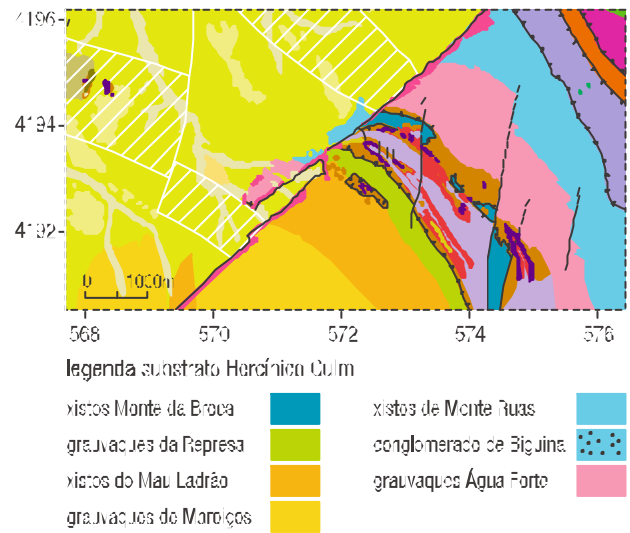 4196
4194
4192
0 1000m
568 570 572 574 576
legenda substrato Hercínico Culm
xistos Monte da Broca xistos de Monte Ruas
grauvaques da Represa conglomerado de Biguina
xistos do Mau Ladrão grauvaques Água Forte
grauvaques de Maroiços